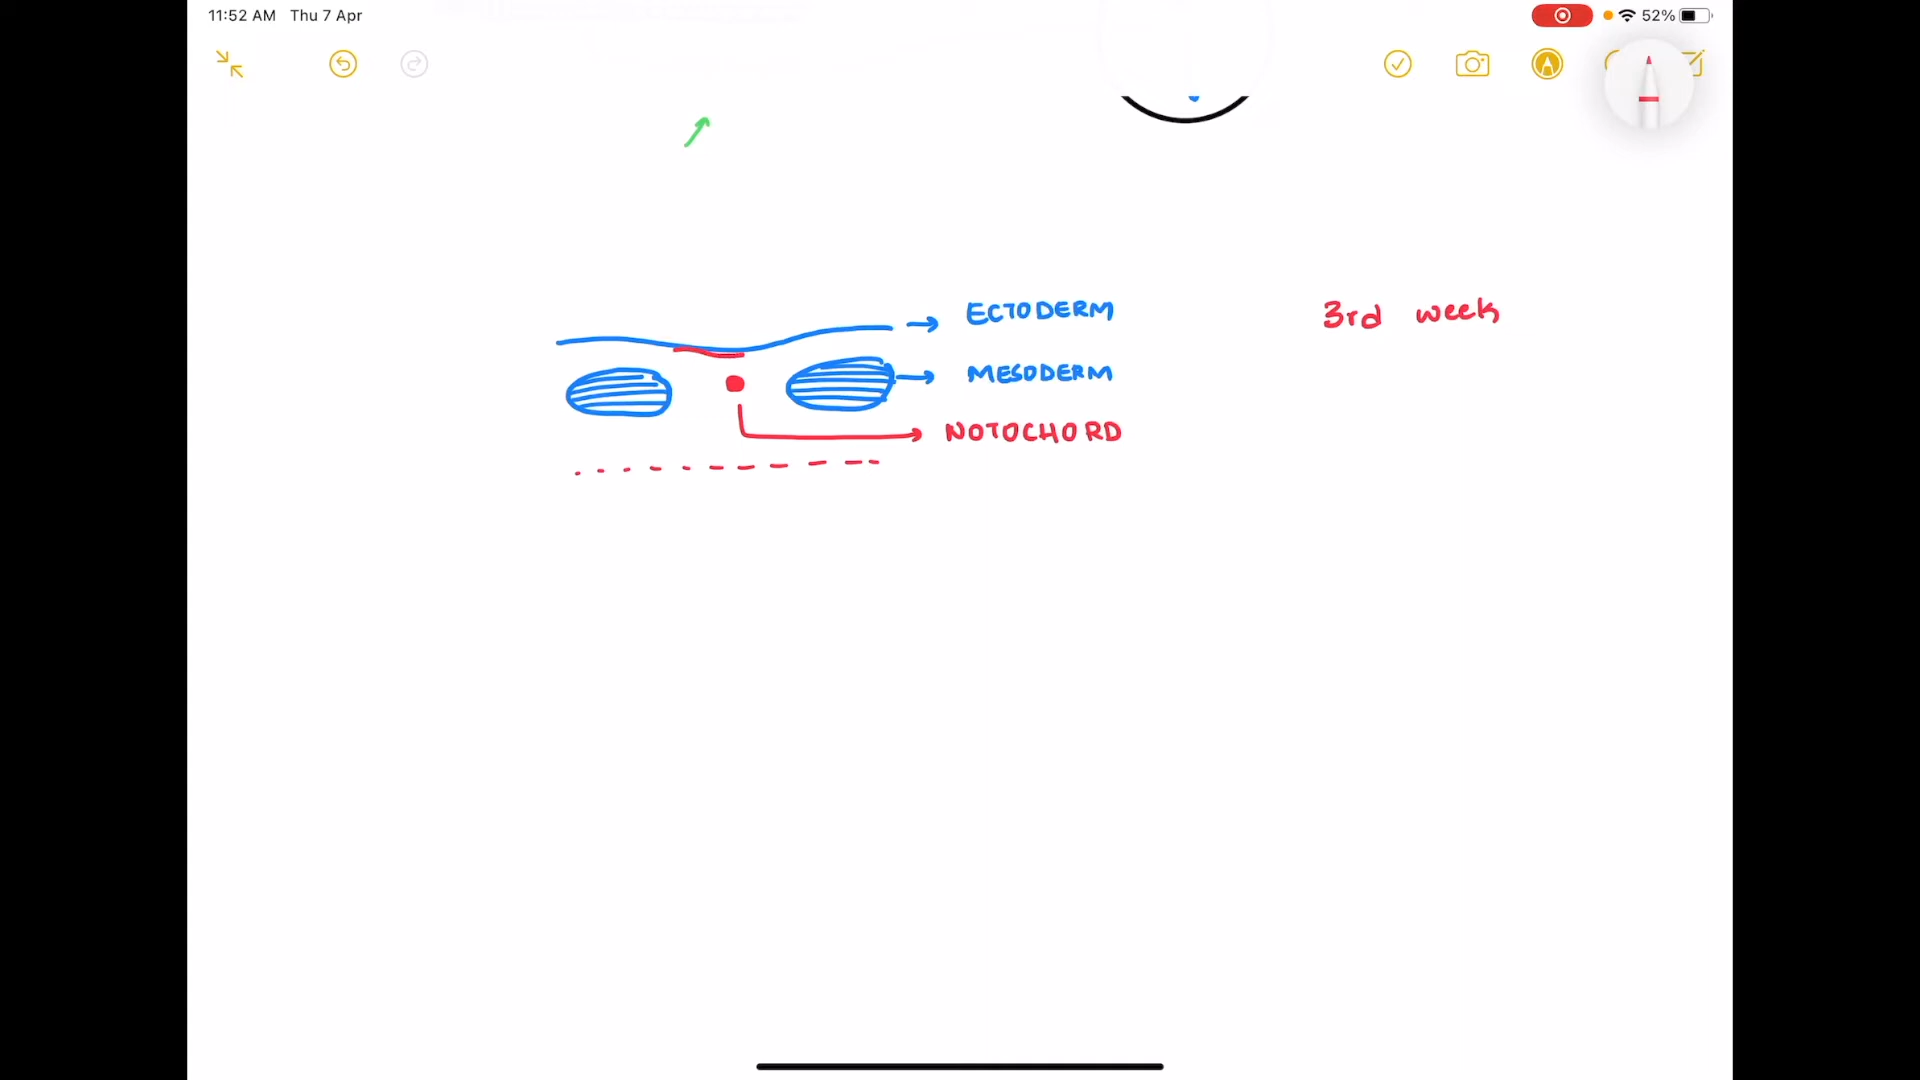 11:52 AM Thu 7 Apr
52%
ECTODERM
3rd week
MESODERM
NOTOCHORD